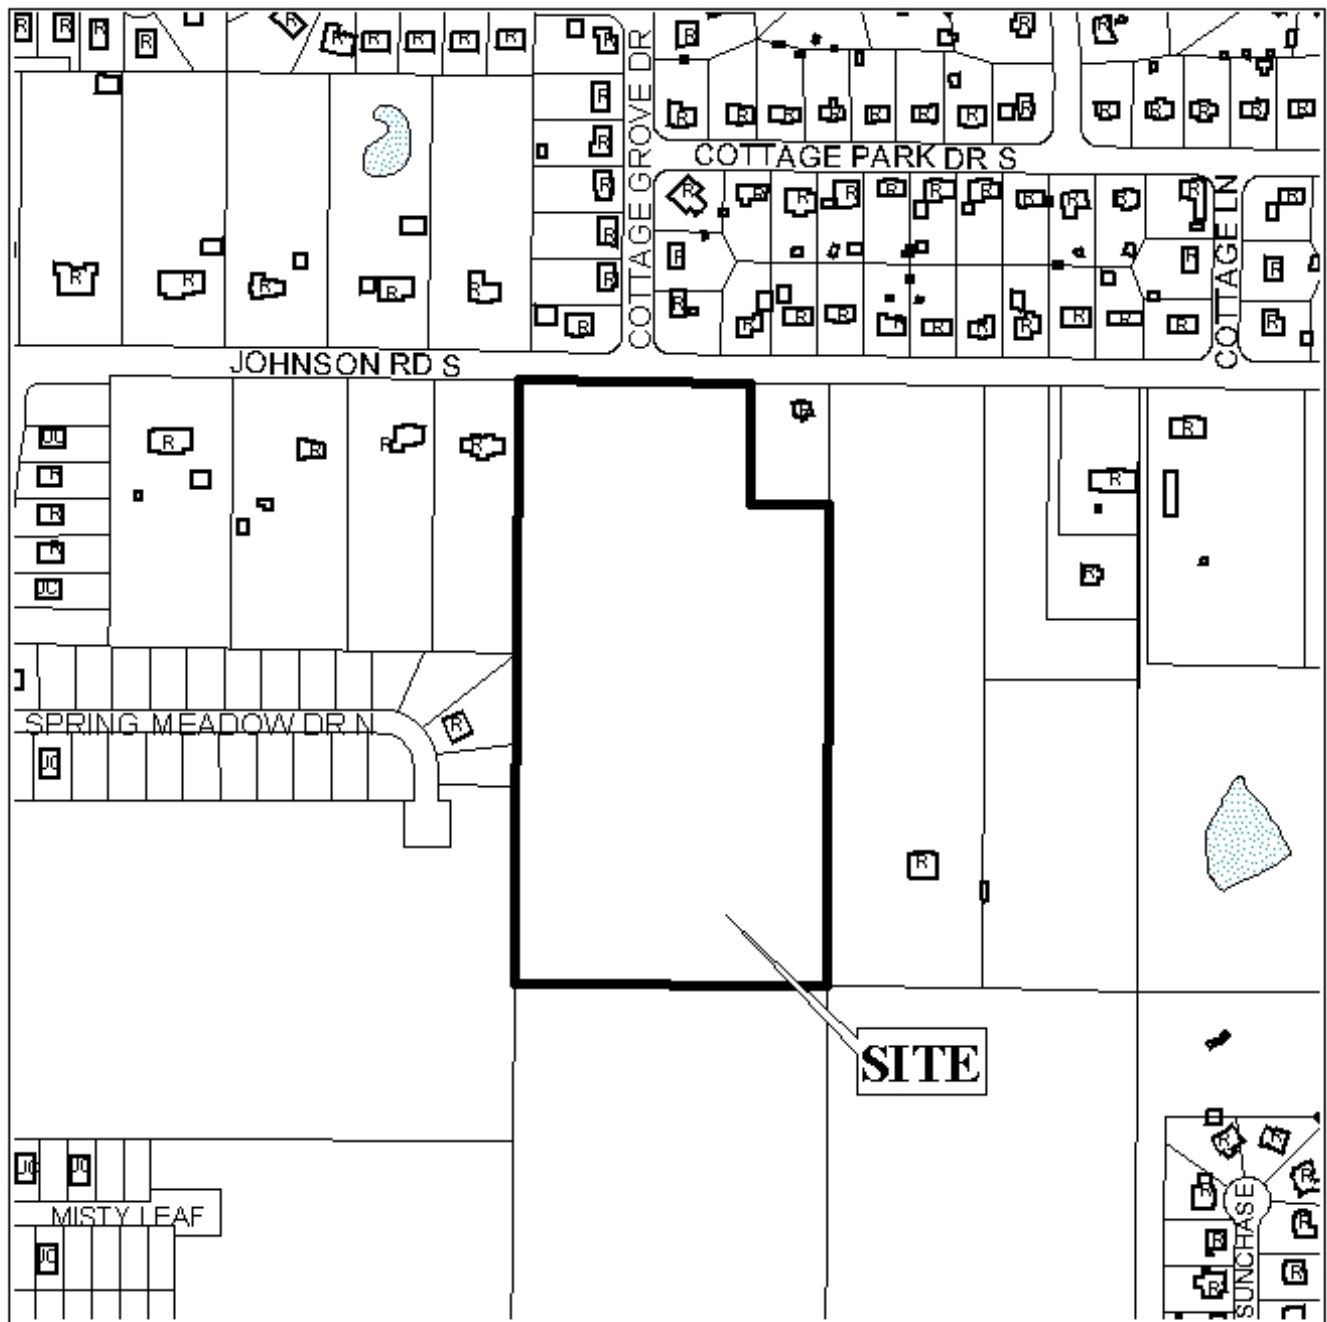 COTTAGE GROVE DR
COTTAGE PARK DR S
COTTAGE LN
JOHNSON RD S
SPRING MEADOW DR N
SITE
MISTY LEAF
SUNCHASE